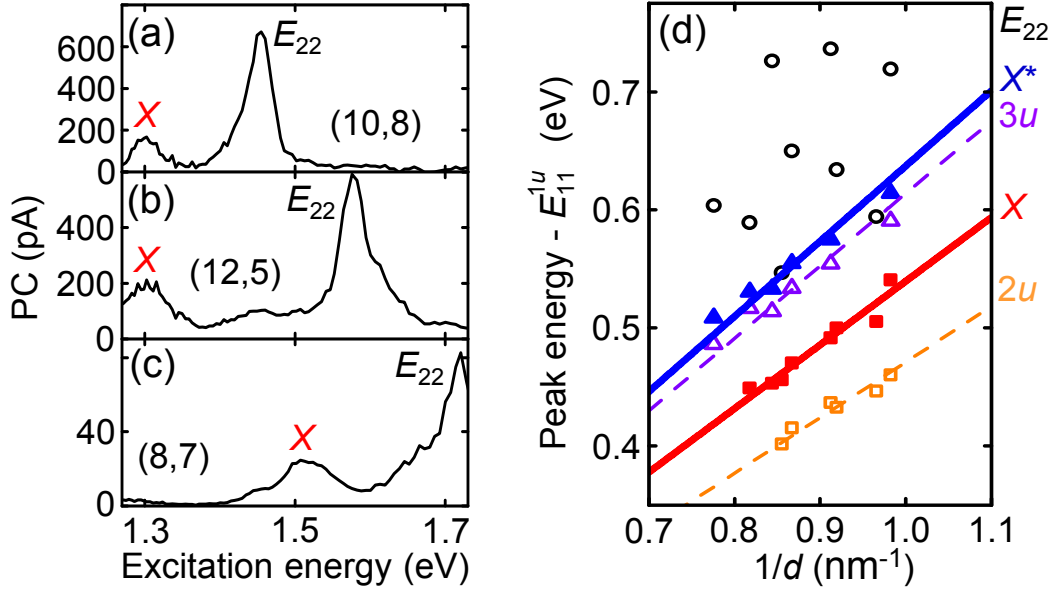 (a)
E22
X
(10,8)
600
400
200
0
(b)
E22
X
(12,5)
400
200
0
(c)
E22
X
(8,7)
40
0
PC (pA)
1.3
1.5
1.7
Excitation energy (eV)
(d)
E22
X*
3u
X
2u
0.7
0.6
0.5
0.4
Peak energy - E11^1u (eV)
0.7
0.8
0.9
1.0
1.1
1/d (nm-1)